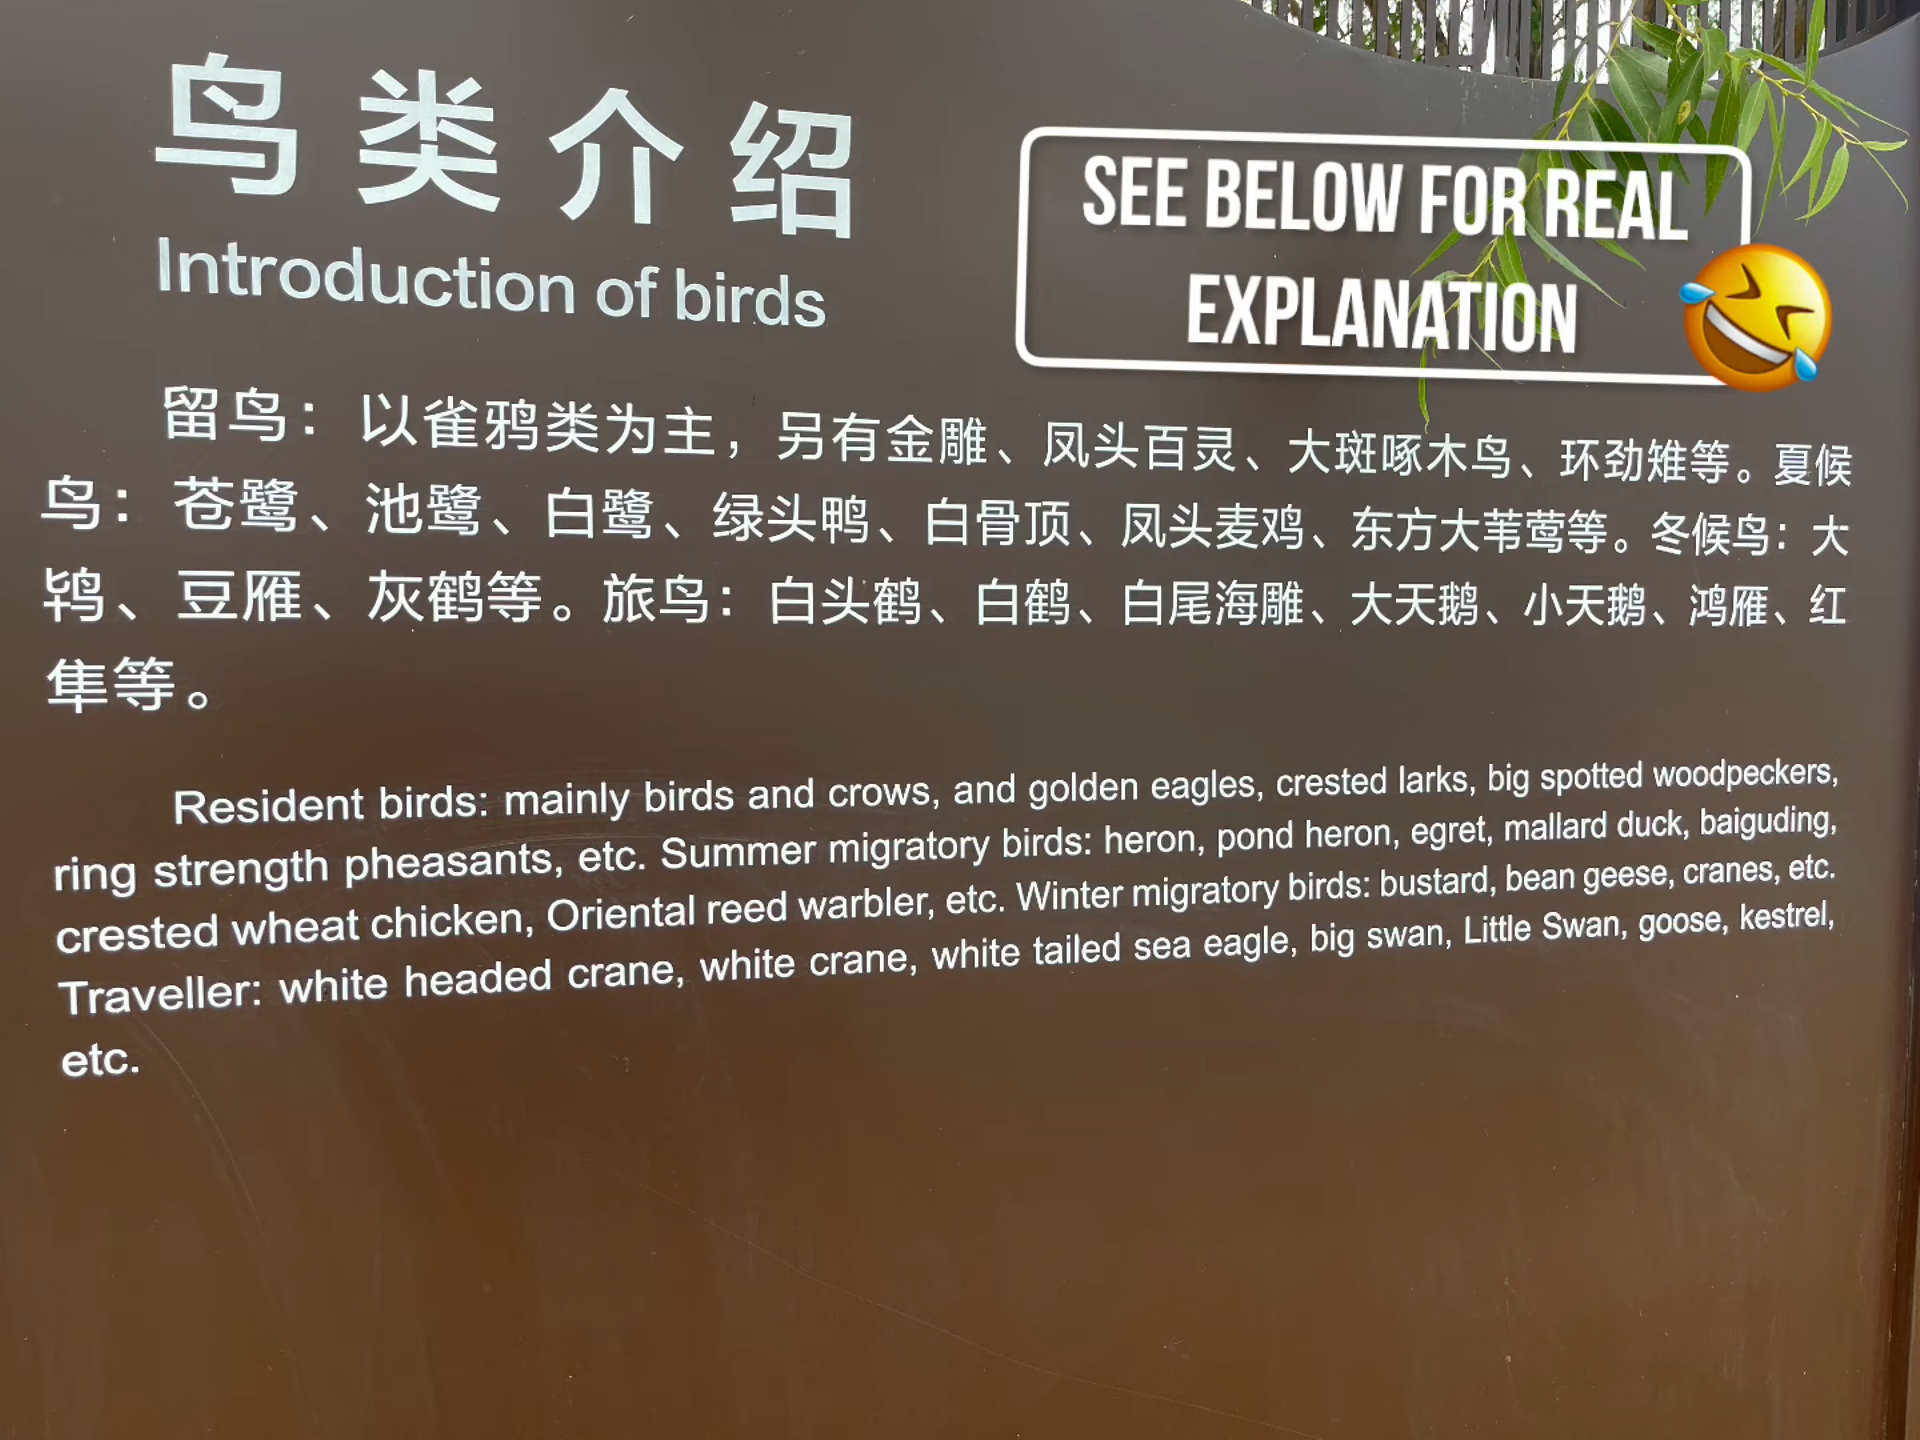 鸟类介绍
Introduction of birds
SEE BELOW FOR REAL
EXPLANATION
留鸟：以雀鸦类为主，另有金雕、凤头百灵、大斑啄木鸟、环劲雉等。夏候
鸟：苍鹭、池鹭、白鹭、绿头鸭、白骨顶、凤头麦鸡、东方大苇莺等。冬候鸟：大
鸨、豆雁、灰鹤等。旅鸟：白头鹤、白鹤、白尾海雕、大天鹅、小天鹅、鸿雁、红
隼等。
Resident birds: mainly birds and crows, and golden eagles, crested larks, big spotted woodpeckers,
ring strength pheasants, etc. Summer migratory birds: heron, pond heron, egret, mallard duck, baiguding,
crested wheat chicken, Oriental reed warbler, etc. Winter migratory birds: bustard, bean geese, cranes, etc.
Traveller: white headed crane, white crane, white tailed sea eagle, big swan, Little Swan, goose, kestrel,
etc.